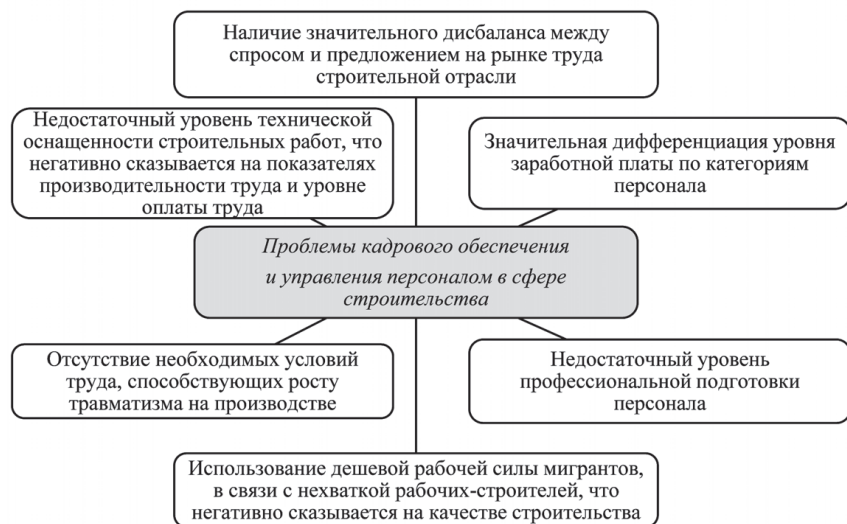 Наличие значительного дисбаланса между
спросом и предложением на рынке труда
строительной отрасли
Недостаточный уровень технической
оснащенности строительных работ, что
негативно сказывается на показателях
производительности труда и уровне
оплаты труда
Значительная дифференциация уровня
заработной платы по категориям
персонала
Проблемы кадрового обеспечения
и управления персоналом в сфере
строительства
Отсутствие необходимых условий
труда, способствующих росту
травматизма на производстве
Недостаточный уровень
профессиональной подготовки
персонала
Использование дешевой рабочей силы мигрантов,
в связи с нехваткой рабочих-строителей, что
негативно сказывается на качестве строительства